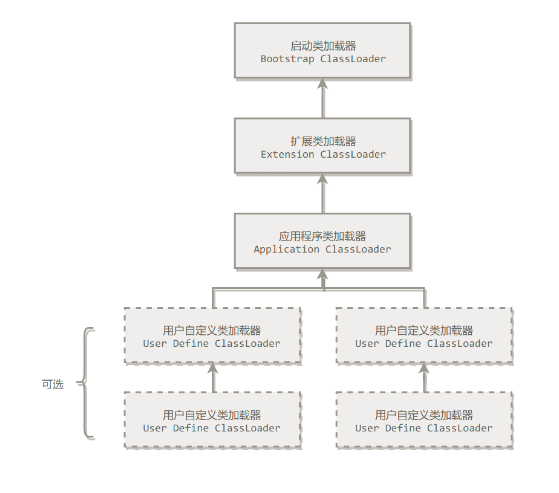 启动类加载器
Bootstrap ClassLoader
扩展类加载器
Extension ClassLoader
应用程序类加载器
Application ClassLoader
用户自定义类加载器
User Define ClassLoader
用户自定义类加载器
User Define ClassLoader
可选
用户自定义类加载器
User Define ClassLoader
用户自定义类加载器
User Define ClassLoader